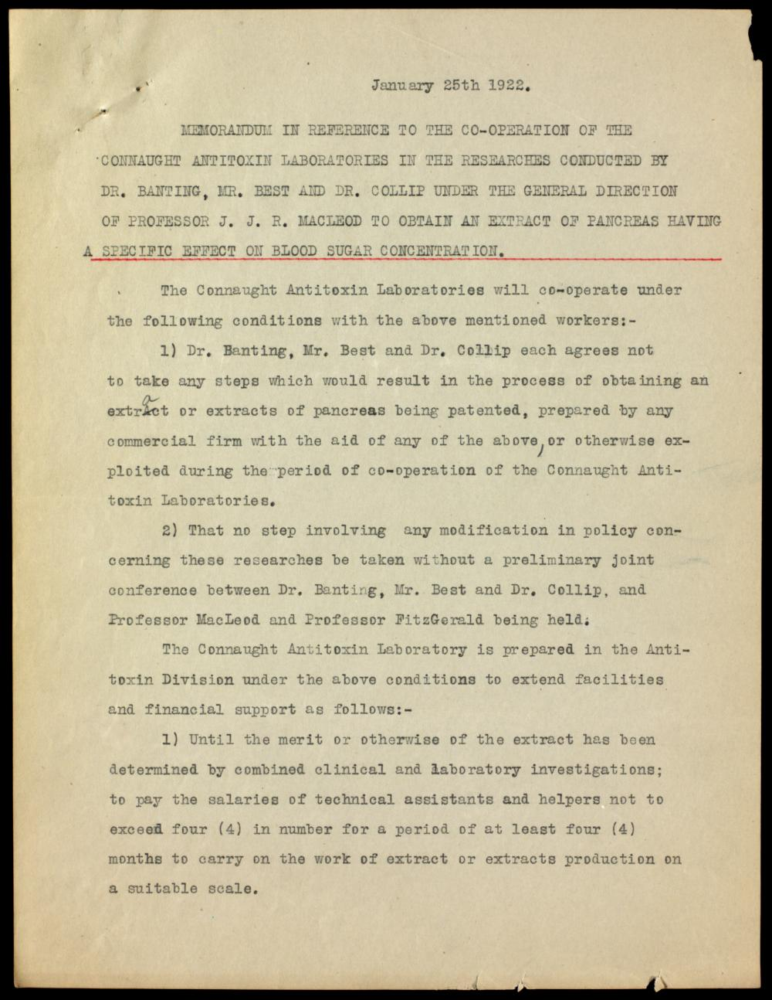 January 25th 1922.
MEMORANDUM IN REFERENCE TO THE CO-OPERATION OF THE
CONNAUGHT ANTITOXIN LABORATORIES IN THE RESEARCHES CONDUCTED BY
DR. BANTING, MR. BEST AND DR. COLLIP UNDER THE GENERAL DIRECTION
OF PROFESSOR J. J. R. MACLEOD TO OBTAIN AN EXTRACT OF PANCREAS HAVING
A SPECIFIC EFFECT ON BLOOD SUGAR CONCENTRATION.
The Connaught Antitoxin Laboratories will co-operate under
the following conditions with the above mentioned workers:-
1) Dr. Banting, Mr. Best and Dr. Collip each agrees not
to take any steps which would result in the process of obtaining an
extract or extracts of pancreas being patented, prepared by any
commercial firm with the aid of any of the above, or otherwise ex-
ploited during the period of co-operation of the Connaught Anti-
toxin Laboratories.
2) That no step involving any modification in policy con-
cerning these researches be taken without a preliminary joint
conference between Dr. Banting, Mr. Best and Dr. Collip, and
Professor MacLeod and Professor FitzGerald being held.
The Connaught Antitoxin Laboratory is prepared in the Anti-
toxin Division under the above conditions to extend facilities
and financial support as follows:-
1) Until the merit or otherwise of the extract has been
determined by combined clinical and laboratory investigations;
to pay the salaries of technical assistants and helpers not to
exceed four (4) in number for a period of at least four (4)
months to carry on the work of extract or extracts production on
a suitable scale.